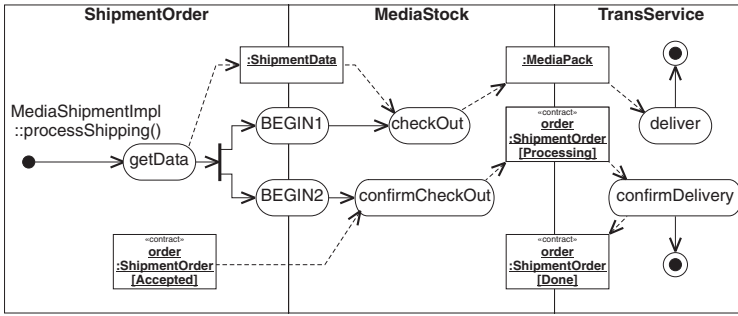 ShipmentOrder
MediaStock
TransService
:ShipmentData
:MediaPack
MediaShipmentImpl
::processShipping()
getData
BEGIN1
checkOut
«contract»
order
:ShipmentOrder
[Processing]
deliver
BEGIN2
confirmCheckOut
confirmDelivery
«contract»
order
:ShipmentOrder
[Accepted]
«contract»
order
:ShipmentOrder
[Done]